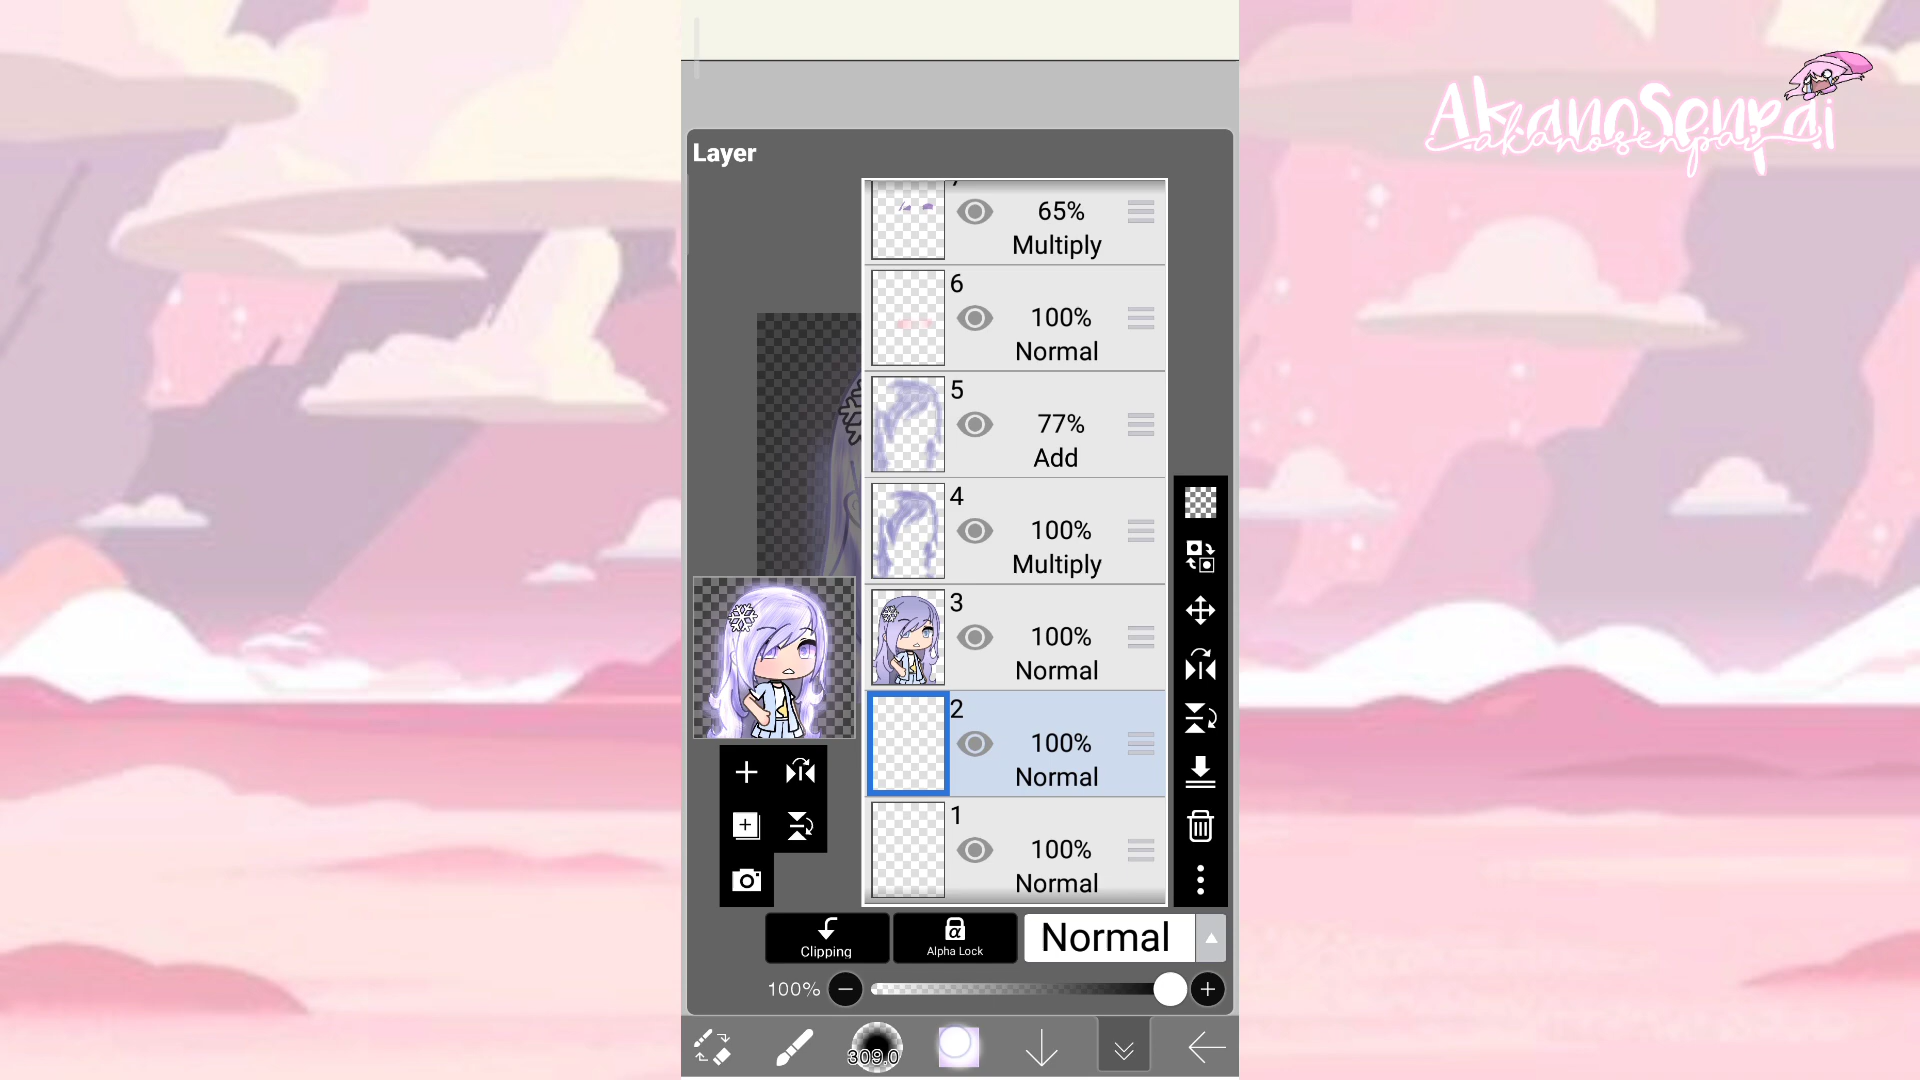 AkanoSenpai
akanosenpai
Layer
65%
Multiply
6
100%
Normal
5
77%
Add
4
100%
Multiply
3
100%
Normal
2
100%
Normal
1
100%
Normal
Clipping
α
Alpha Lock
Normal
100%
309.0